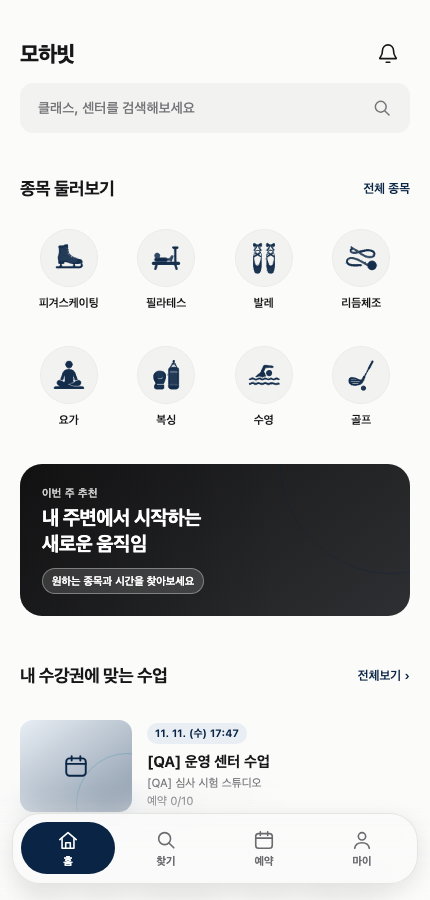 모하빗
클래스, 센터를 검색해보세요
종목 둘러보기
전체 종목
피겨스케이팅
필라테스
발레
리듬체조
요가
복싱
수영
골프
이번 주 추천
내 주변에서 시작하는
새로운 움직임
원하는 종목과 시간을 찾아보세요
내 수강권에 맞는 수업
전체보기 ›
11. 11. (수) 17:47
[QA] 운영 센터 수업
[QA] 심사 시험 스튜디오
예약 0/10
홈
찾기
예약
마이